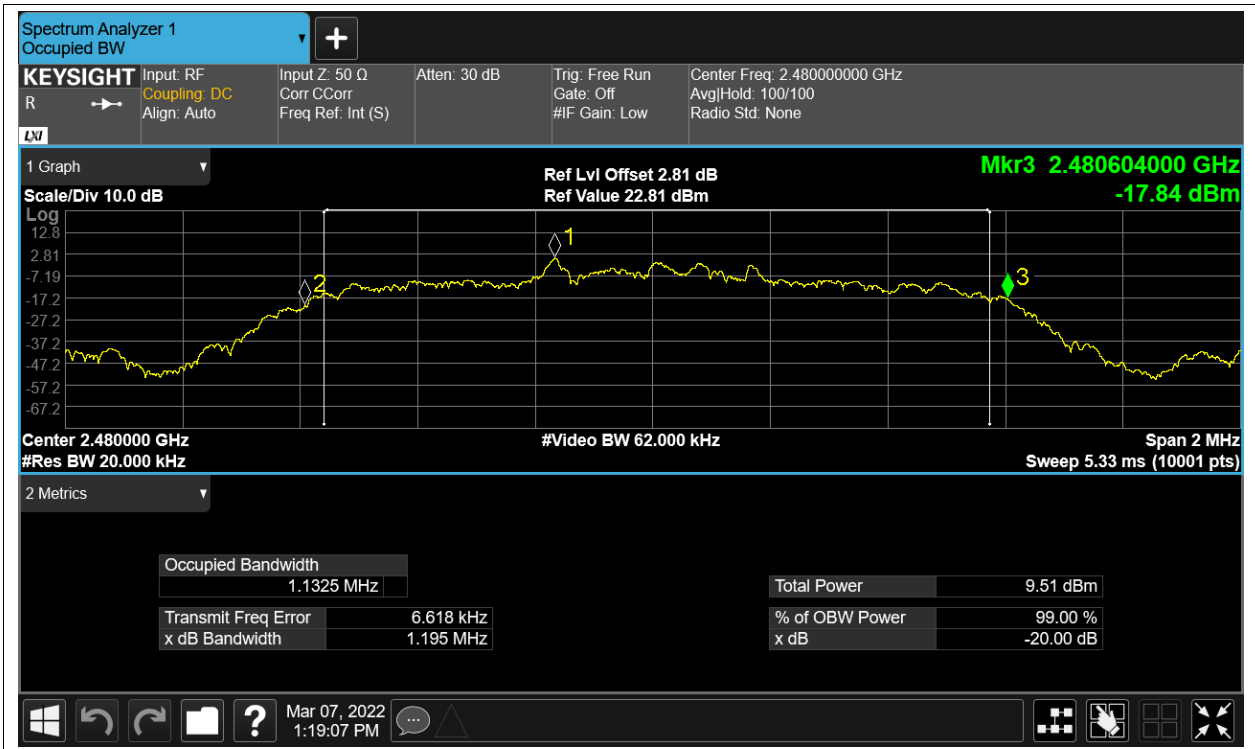 Spectrum Analyzer 1
Occupied BW
KEYSIGHT
R
LXI
Input: RF
Coupling: DC
Align: Auto
Input Z: 50 Ω
Corr CCorr
Freq Ref: Int (S)
Atten: 30 dB
Trig: Free Run
Gate: Off
#IF Gain: Low
Center Freq: 2.480000000 GHz
Avg|Hold: 100/100
Radio Std: None
1 Graph
Scale/Div 10.0 dB
Ref Lvl Offset 2.81 dB
Ref Value 22.81 dBm
Mkr3 2.480604000 GHz
-17.84 dBm
Log
12.8
2.81
-7.19
-17.2
-27.2
-37.2
-47.2
-57.2
-67.2
1
2
3
Center 2.480000 GHz
#Res BW 20.000 kHz
#Video BW 62.000 kHz
Span 2 MHz
Sweep 5.33 ms (10001 pts)
2 Metrics
Occupied Bandwidth
1.1325 MHz
Transmit Freq Error 6.618 kHz
x dB Bandwidth 1.195 MHz
Total Power 9.51 dBm
% of OBW Power 99.00 %
x dB -20.00 dB
?
Mar 07, 2022
1:19:07 PM